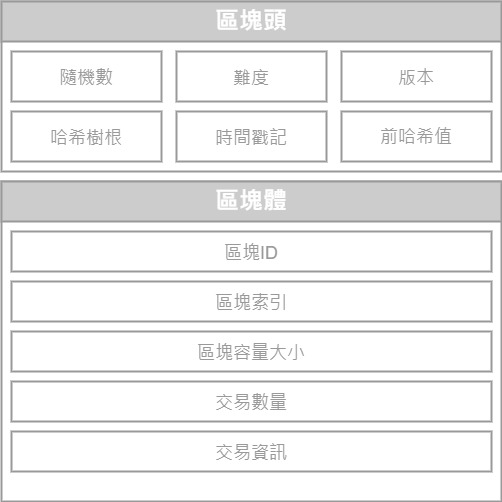 區塊頭
隨機數
難度
版本
哈希樹根
時間戳記
前哈希值
區塊體
區塊ID
區塊索引
區塊容量大小
交易數量
交易資訊